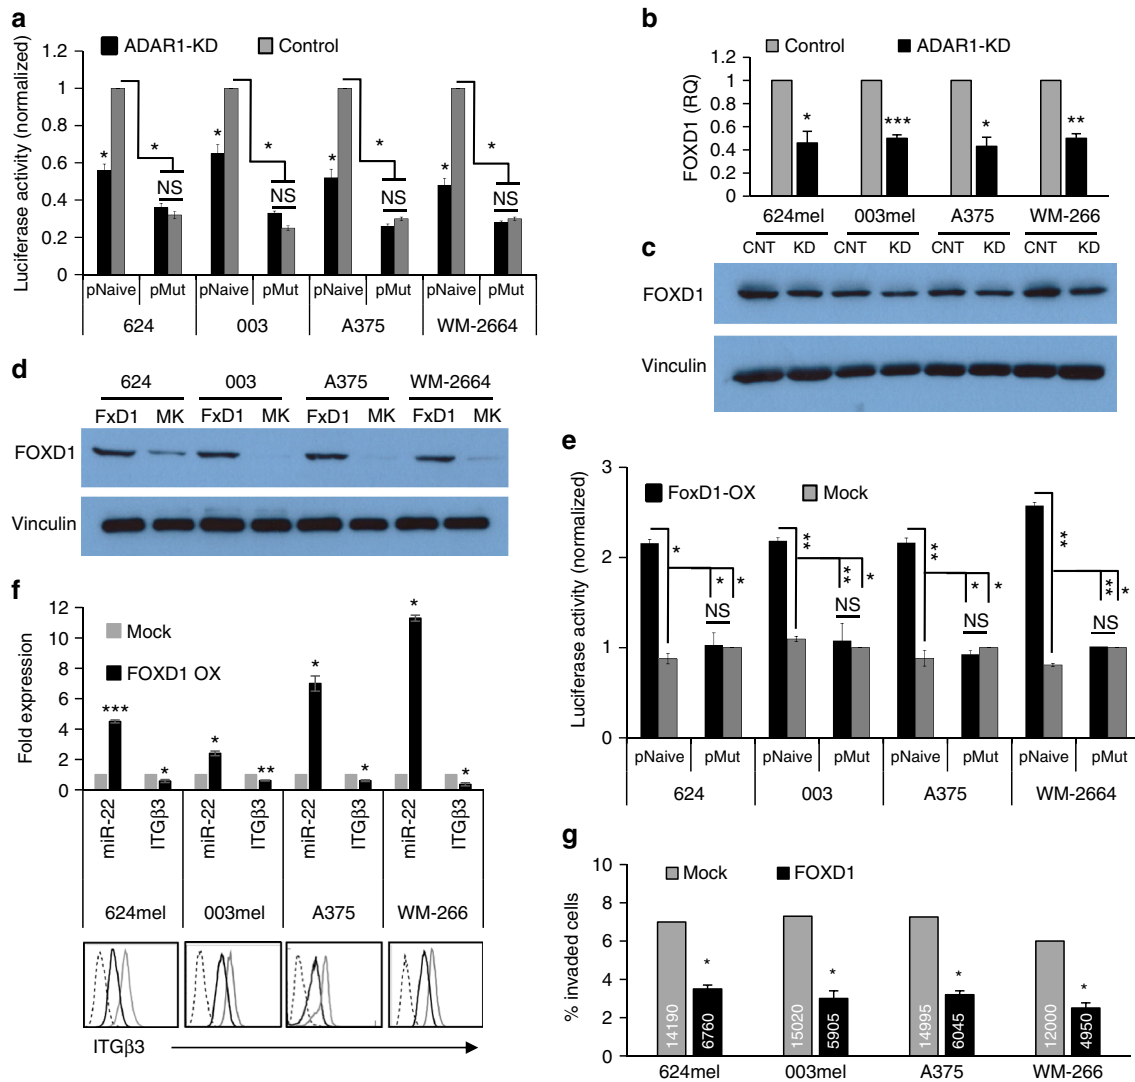 a
ADAR1-KD Control
Luciferase activity (normalized)
1.2
1
0.8
0.6
0.4
0.2
0
* * * * * * * *
NS NS NS NS
pNaive pMut pNaive pMut pNaive pMut pNaive pMut
624 003 A375 WM-2664
b
Control ADAR1-KD
FOXD1 (RQ)
1.2
1
0.8
0.6
0.4
0.2
0
* *** * **
624mel 003mel A375 WM-266
c
CNT KD CNT KD CNT KD CNT KD
FOXD1
Vinculin
d
624 003 A375 WM-2664
FxD1 MK FxD1 MK FxD1 MK FxD1 MK
FOXD1
Vinculin
e
FoxD1-OX Mock
Luciferase activity (normalized)
3
2
1
0
* * * ** ** * ** * * ** ** *
NS NS NS NS
pNaive pMut pNaive pMut pNaive pMut pNaive pMut
624 003 A375 WM-2664
f
Mock
FOXD1 OX
Fold expression
12
10
8
6
4
2
0
*** * * ** * * * *
miR-22 ITGβ3 miR-22 ITGβ3 miR-22 ITGβ3 miR-22 ITGβ3
624mel 003mel A375 WM-266
ITGβ3
g
Mock FOXD1
% invaded cells
10
8
6
4
2
0
* * * *
14190 6760 15020 5905 14995 6045 12000 4950
624mel 003mel A375 WM-266